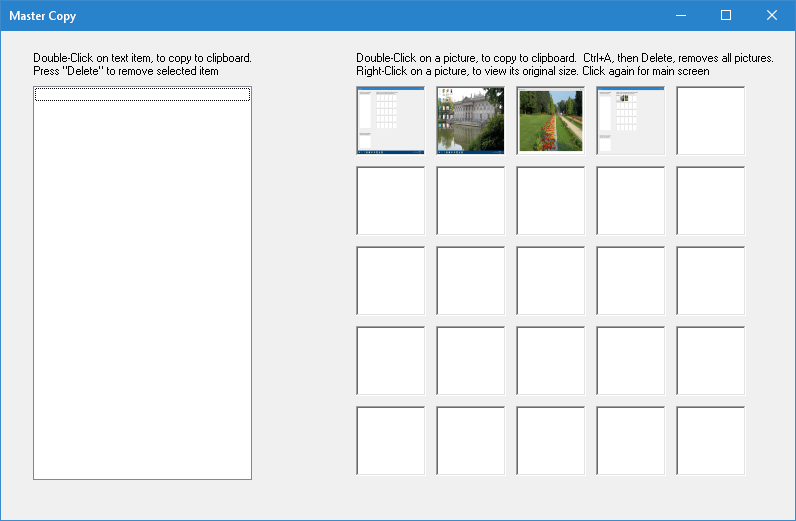 Master Copy
Double-Click on text item, to copy to clipboard.
Press "Delete" to remove selected item
Double-Click on a picture, to copy to clipboard.  Ctrl+A, then Delete, removes all pictures.
Right-Click on a picture, to view its original size. Click again for main screen